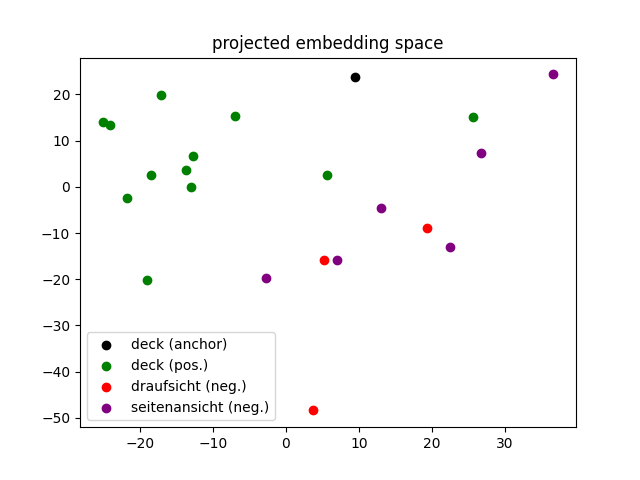 projected embedding space
20
10
0
−10
−20
−30
−40
−50
deck (anchor)
deck (pos.)
draufsicht (neg.)
seitenansicht (neg.)
−20 −10 0 10 20 30